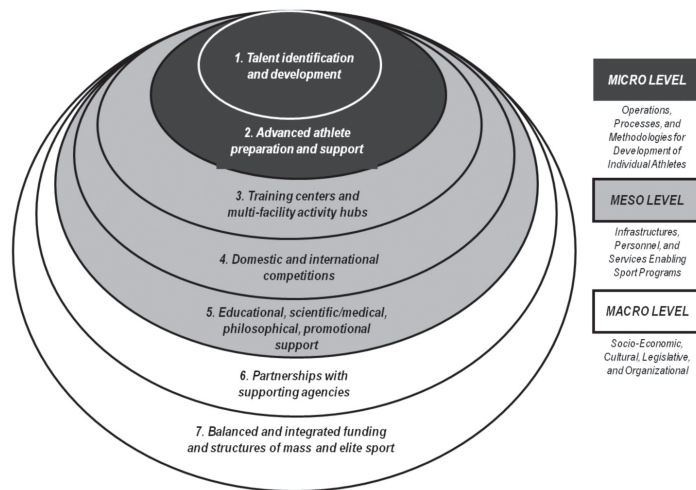 1. Talent identification
and development
2. Advanced athlete
preparation and support
3. Training centers and
multi-facility activity hubs
4. Domestic and international
competitions
5. Educational, scientific/medical,
philosophical, promotional
support
6. Partnerships with
supporting agencies
7. Balanced and integrated funding
and structures of mass and elite sport
MICRO LEVEL
Operations,
Processes, and
Methodologies for
Development of
Individual Athletes
MESO LEVEL
Infrastructures,
Personnel, and
Services Enabling
Sport Programs
MACRO LEVEL
Socio-Economic,
Cultural, Legislative,
and Organizational